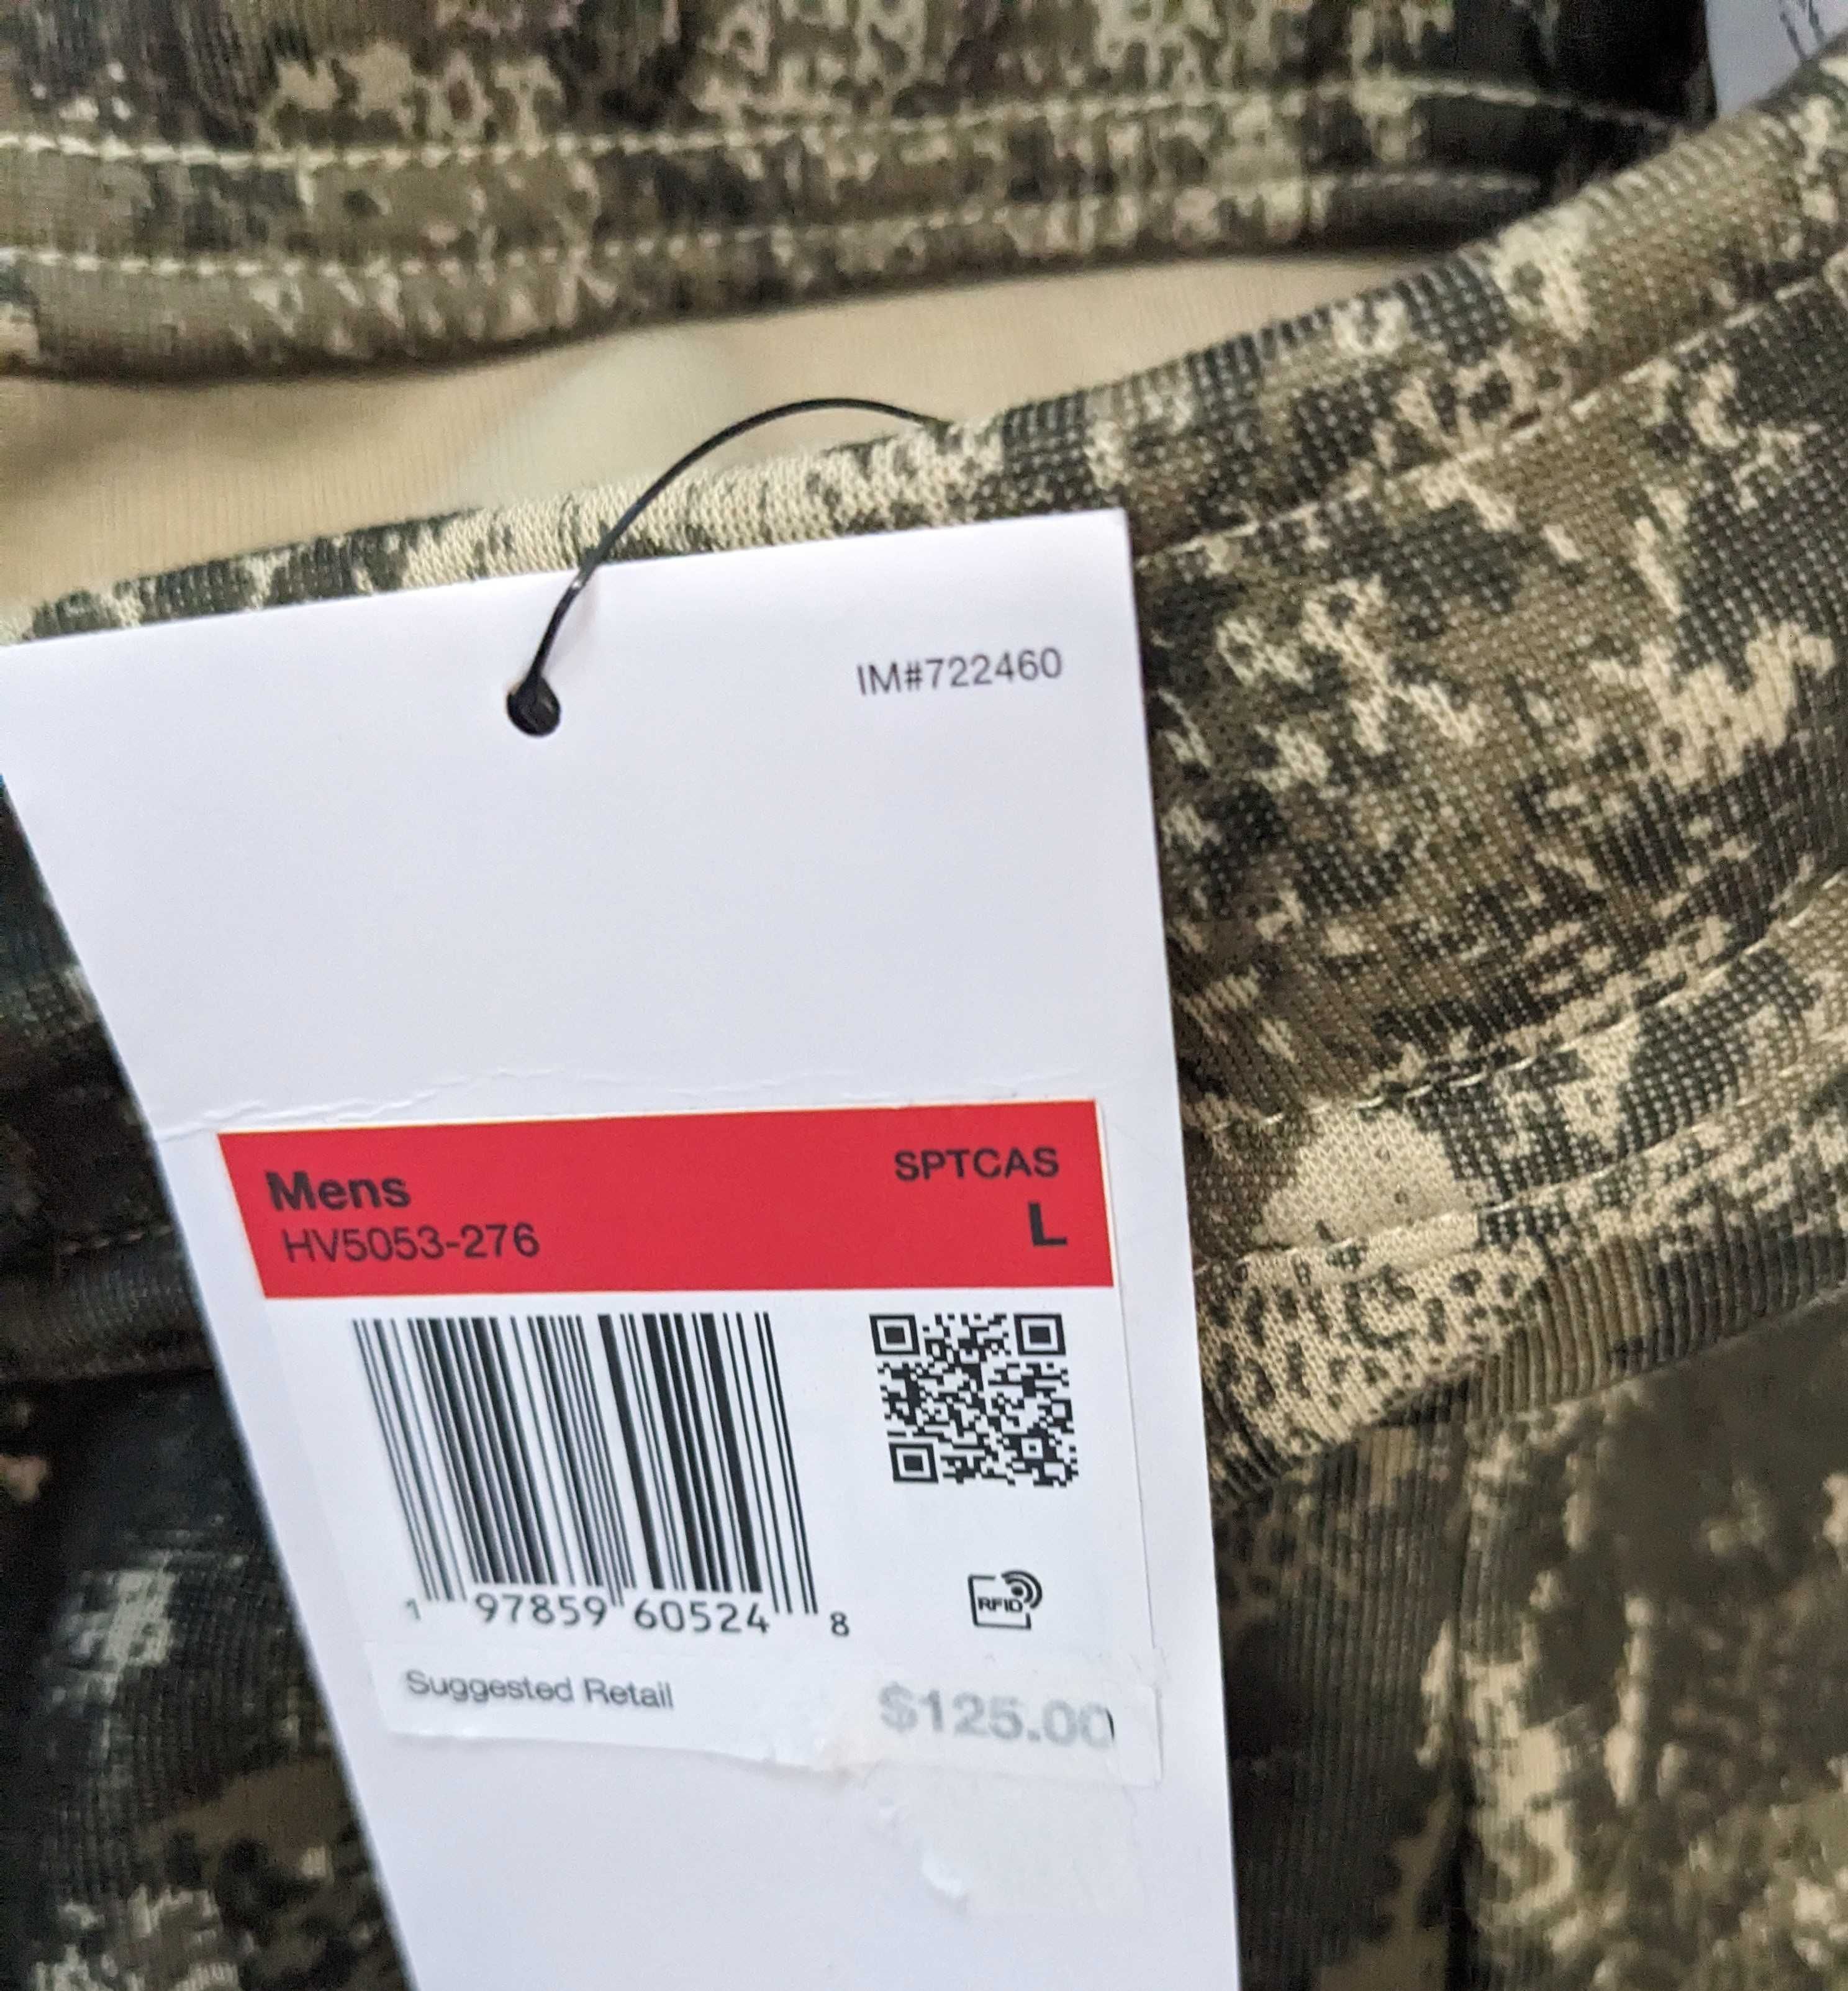 IM#722460
Mens SPTCAS
HV5053-276 L
1 97859 60524 8
RFID
Suggested Retail $125.00